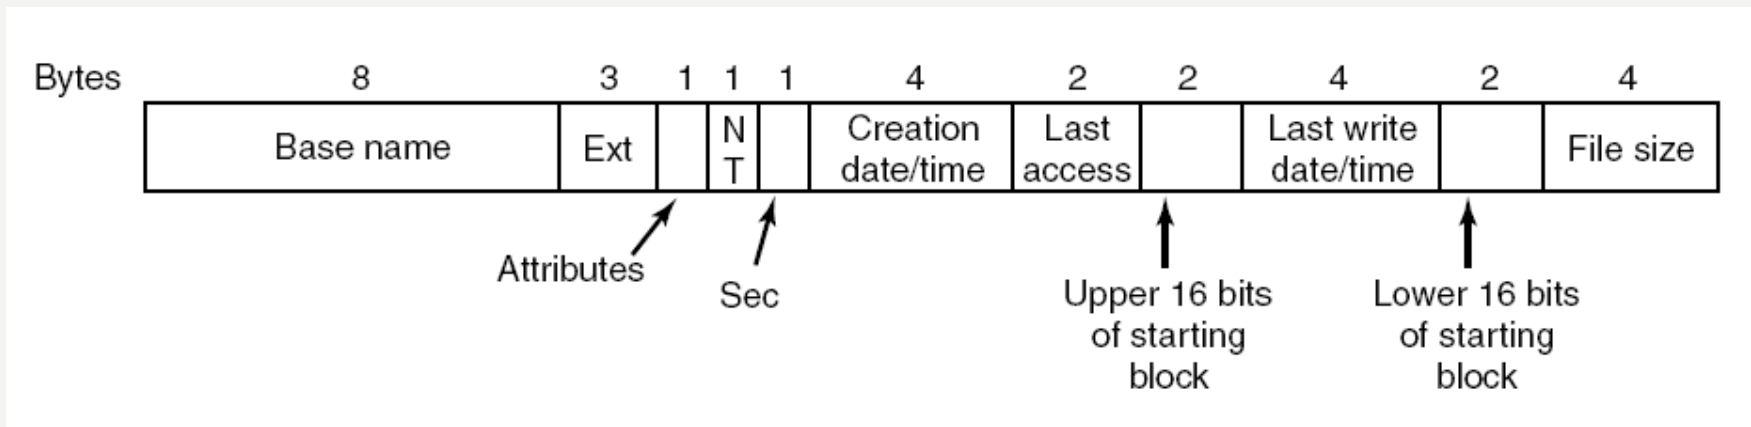 Bytes 8 3 1 1 1 4 2 2 4 2 4
Base name
Ext
N
T
Creation
date/time
Last
access
Last write
date/time
File size
Attributes
Sec
Upper 16 bits
of starting
block
Lower 16 bits
of starting
block